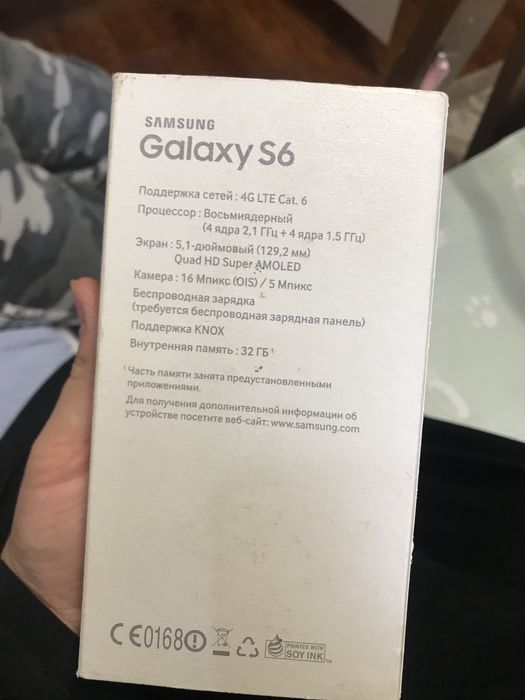 SAMSUNG
Galaxy S6
Поддержка сетей : 4G LTE Cat. 6
Процессор : Восьмиядерный
(4 ядра 2,1 ГГц + 4 ядра 1,5 ГГц)
Экран : 5,1-дюймовый (129,2 мм)
Quad HD Super AMOLED
Камера : 16 Мпикс (OIS) / 5 Мпикс
Беспроводная зарядка
(требуется беспроводная зарядная панель)
Поддержка KNOX
Внутренняя память : 32 ГБ¹
¹ Часть памяти занята предустановленными
приложениями.
Для получения дополнительной информации об
устройстве посетите веб-сайт: www.samsung.com
CE0168
PRINTED WITH
SOY INK™